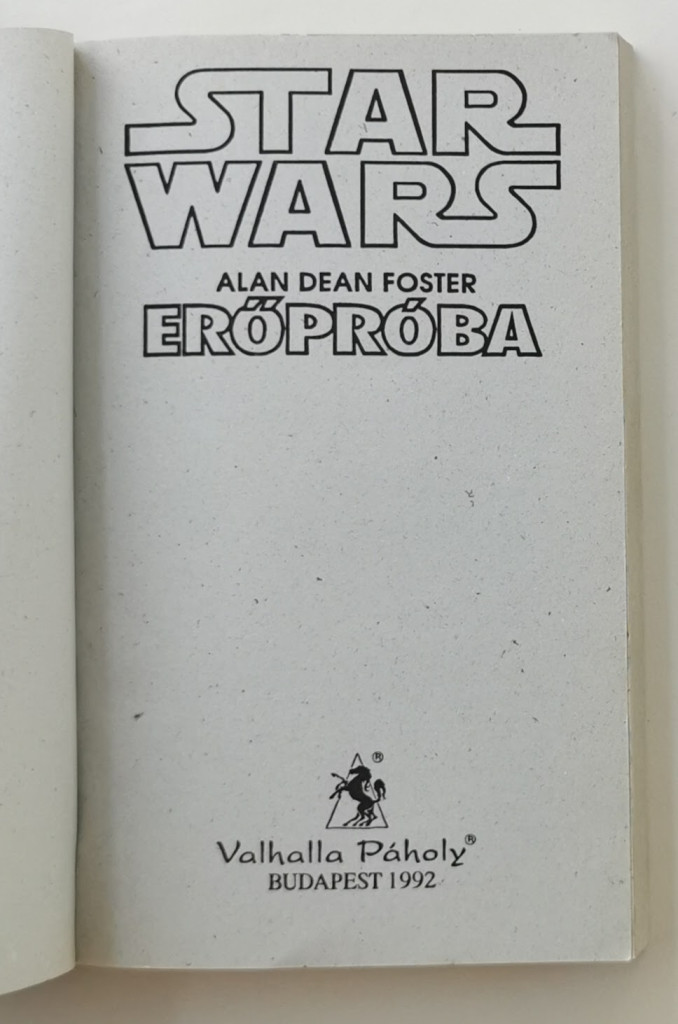 STAR
WARS
ALAN DEAN FOSTER
ERŐPRÓBA
®
Valhalla Páholy®
BUDAPEST 1992